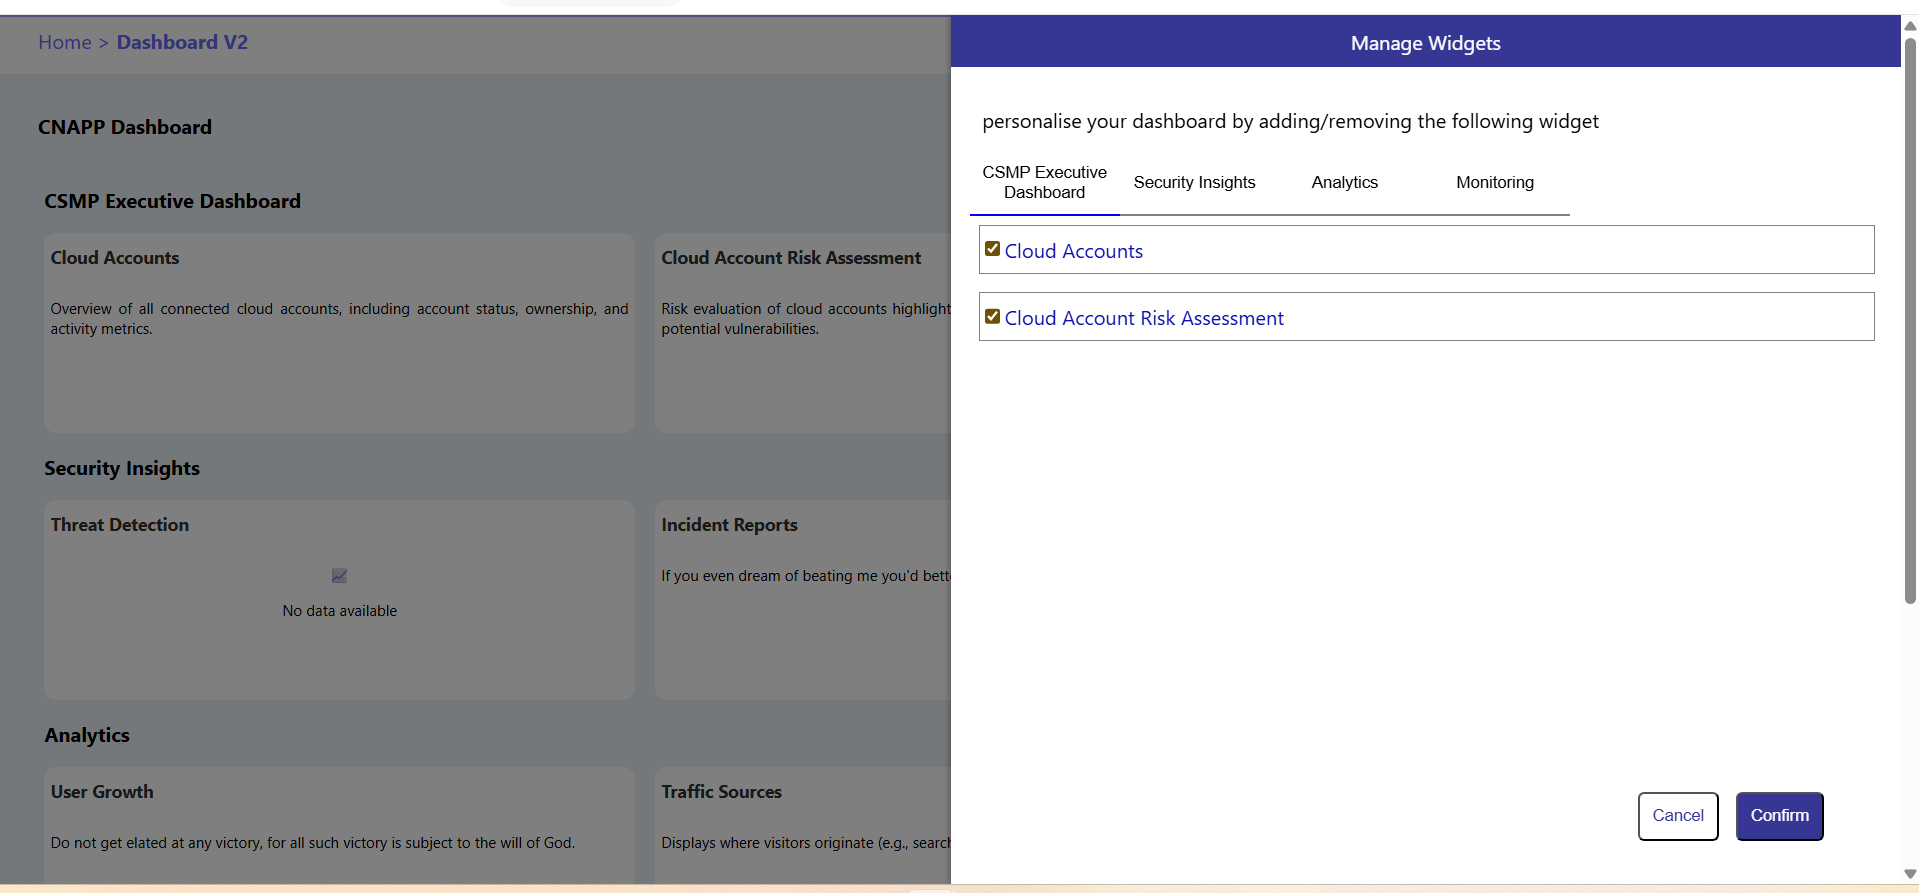 Home > Dashboard V2
CNAPP Dashboard
CSMP Executive Dashboard
Cloud Accounts
Overview of all connected cloud accounts, including account status, ownership, and
activity metrics.
Cloud Account Risk Assessment
Risk evaluation of cloud accounts highlight
potential vulnerabilities.
Security Insights
Threat Detection
No data available
Incident Reports
If you even dream of beating me you'd bett
Analytics
User Growth
Do not get elated at any victory, for all such victory is subject to the will of God.
Traffic Sources
Displays where visitors originate (e.g., search
Manage Widgets
personalise your dashboard by adding/removing the following widget
CSMP Executive
Dashboard
Security Insights
Analytics
Monitoring
Cloud Accounts
Cloud Account Risk Assessment
Cancel
Confirm